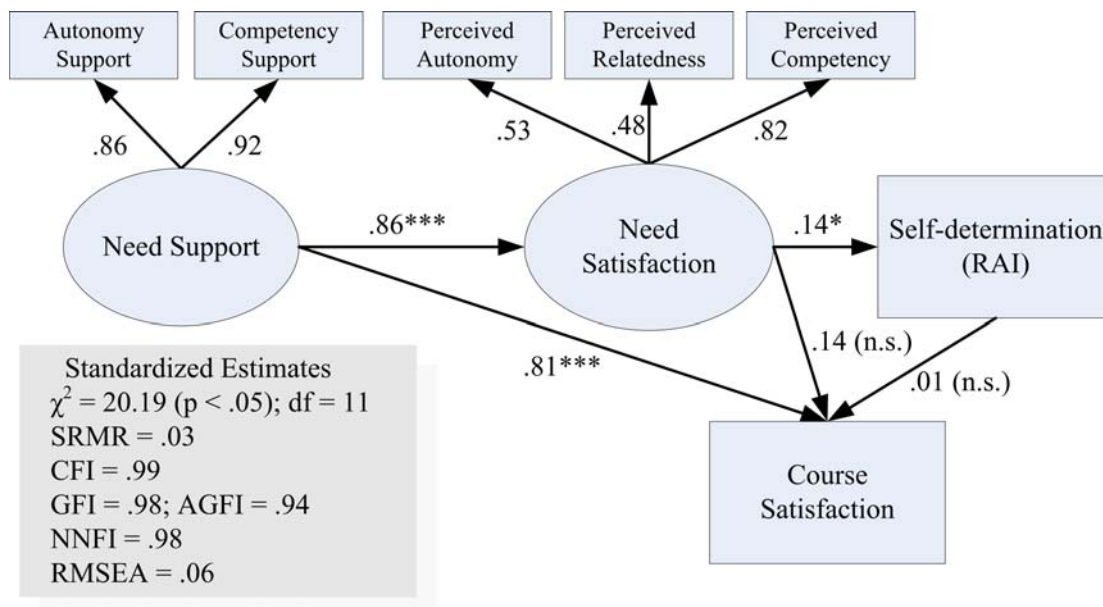 Autonomy
Support
Competency
Support
Perceived
Autonomy
Perceived
Relatedness
Perceived
Competency
.86
.92
.53
.48
.82
Need Support
.86***
Need
Satisfaction
.14*
Self-determination
(RAI)
.81***
.14 (n.s.)
.01 (n.s.)
Course
Satisfaction
Standardized Estimates
χ² = 20.19 (p < .05); df = 11
SRMR = .03
CFI = .99
GFI = .98; AGFI = .94
NNFI = .98
RMSEA = .06